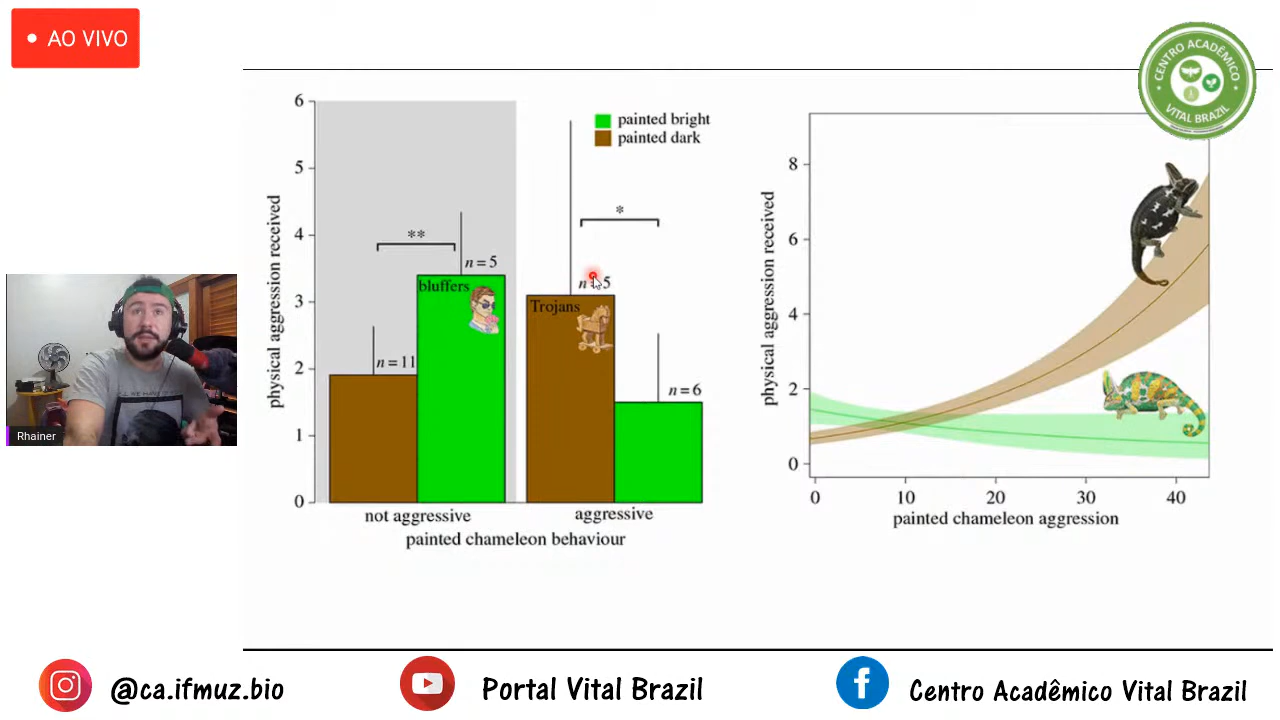 AO VIVO
CENTRO ACADÊMICO
VITAL BRAZIL
6
5
4
3
2
1
0
physical aggression received
painted bright
painted dark
**
*
n = 5
n = 5
bluffers
Trojans
n = 11
n = 6
not aggressive
aggressive
painted chameleon behaviour
8
6
4
2
0
physical aggression received
0 10 20 30 40
painted chameleon aggression
Rhainer
@ca.ifmuz.bio
Portal Vital Brazil
Centro Acadêmico Vital Brazil